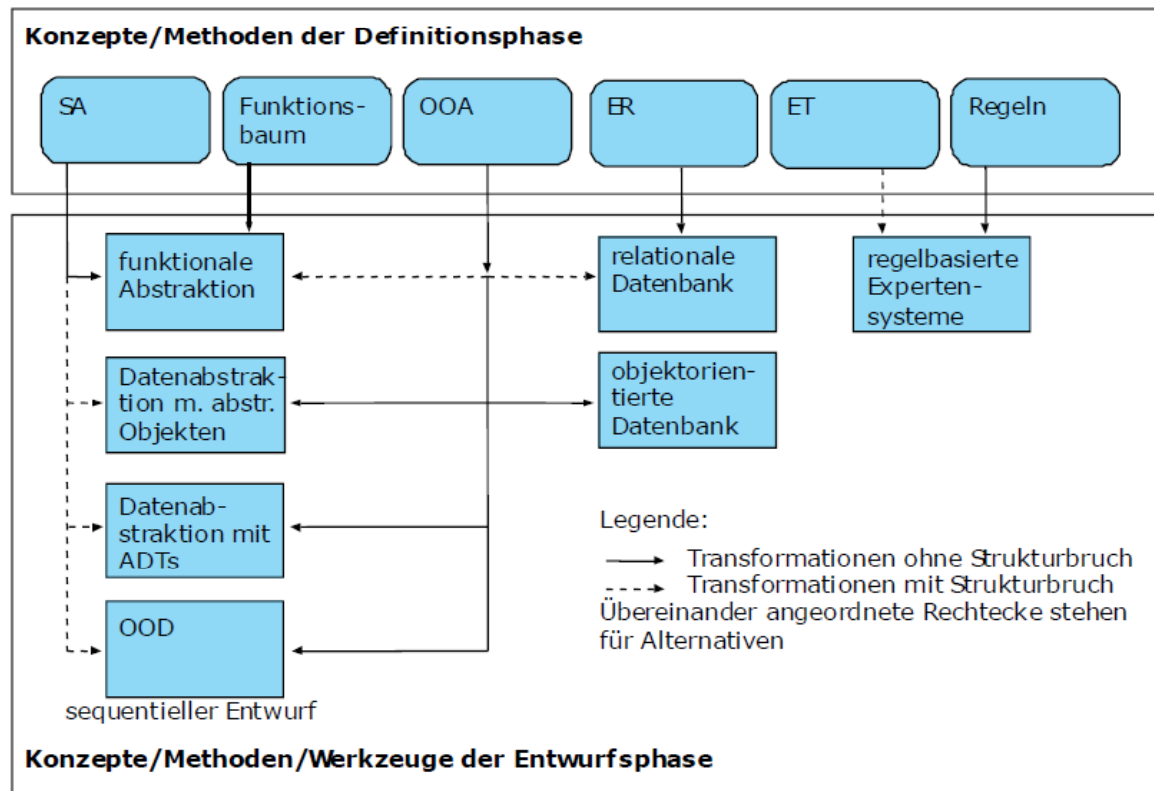 Konzepte/Methoden der Definitionsphase
SA
Funktions-
baum
OOA
ER
ET
Regeln
funktionale
Abstraktion
relationale
Datenbank
regelbasierte
Experten-
systeme
Datenabstrak-
tion m. abstr.
Objekten
objektorien-
tierte
Datenbank
Datenab-
straktion mit
ADTs
OOD
sequentieller Entwurf
Legende:
Transformationen ohne Strukturbruch
Transformationen mit Strukturbruch
Übereinander angeordnete Rechtecke stehen
für Alternativen
Konzepte/Methoden/Werkzeuge der Entwurfsphase